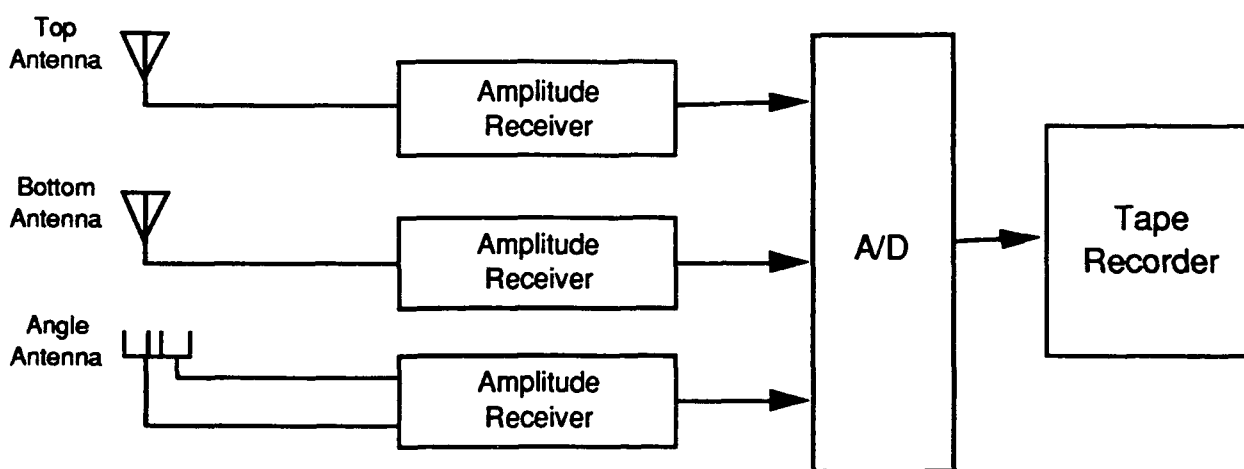 Top
Antenna
Amplitude
Receiver
Bottom
Antenna
Amplitude
Receiver
A/D
Tape
Recorder
Angle
Antenna
Amplitude
Receiver